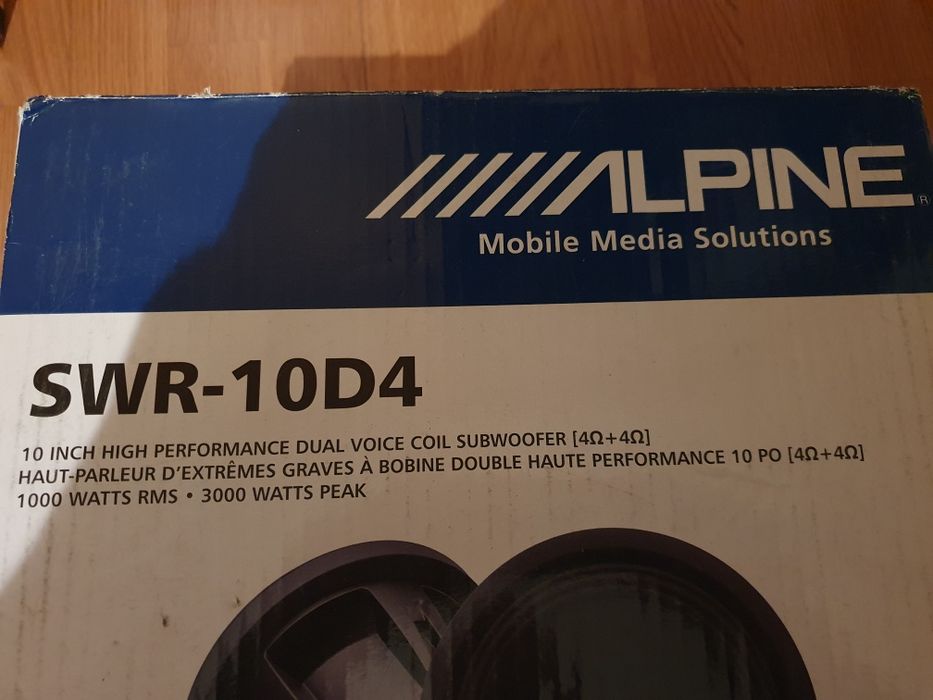 ALPINE®
Mobile Media Solutions
SWR-10D4
10 INCH HIGH PERFORMANCE DUAL VOICE COIL SUBWOOFER [4Ω+4Ω]
HAUT-PARLEUR D'EXTRÊMES GRAVES À BOBINE DOUBLE HAUTE PERFORMANCE 10 PO [4Ω+4Ω]
1000 WATTS RMS • 3000 WATTS PEAK